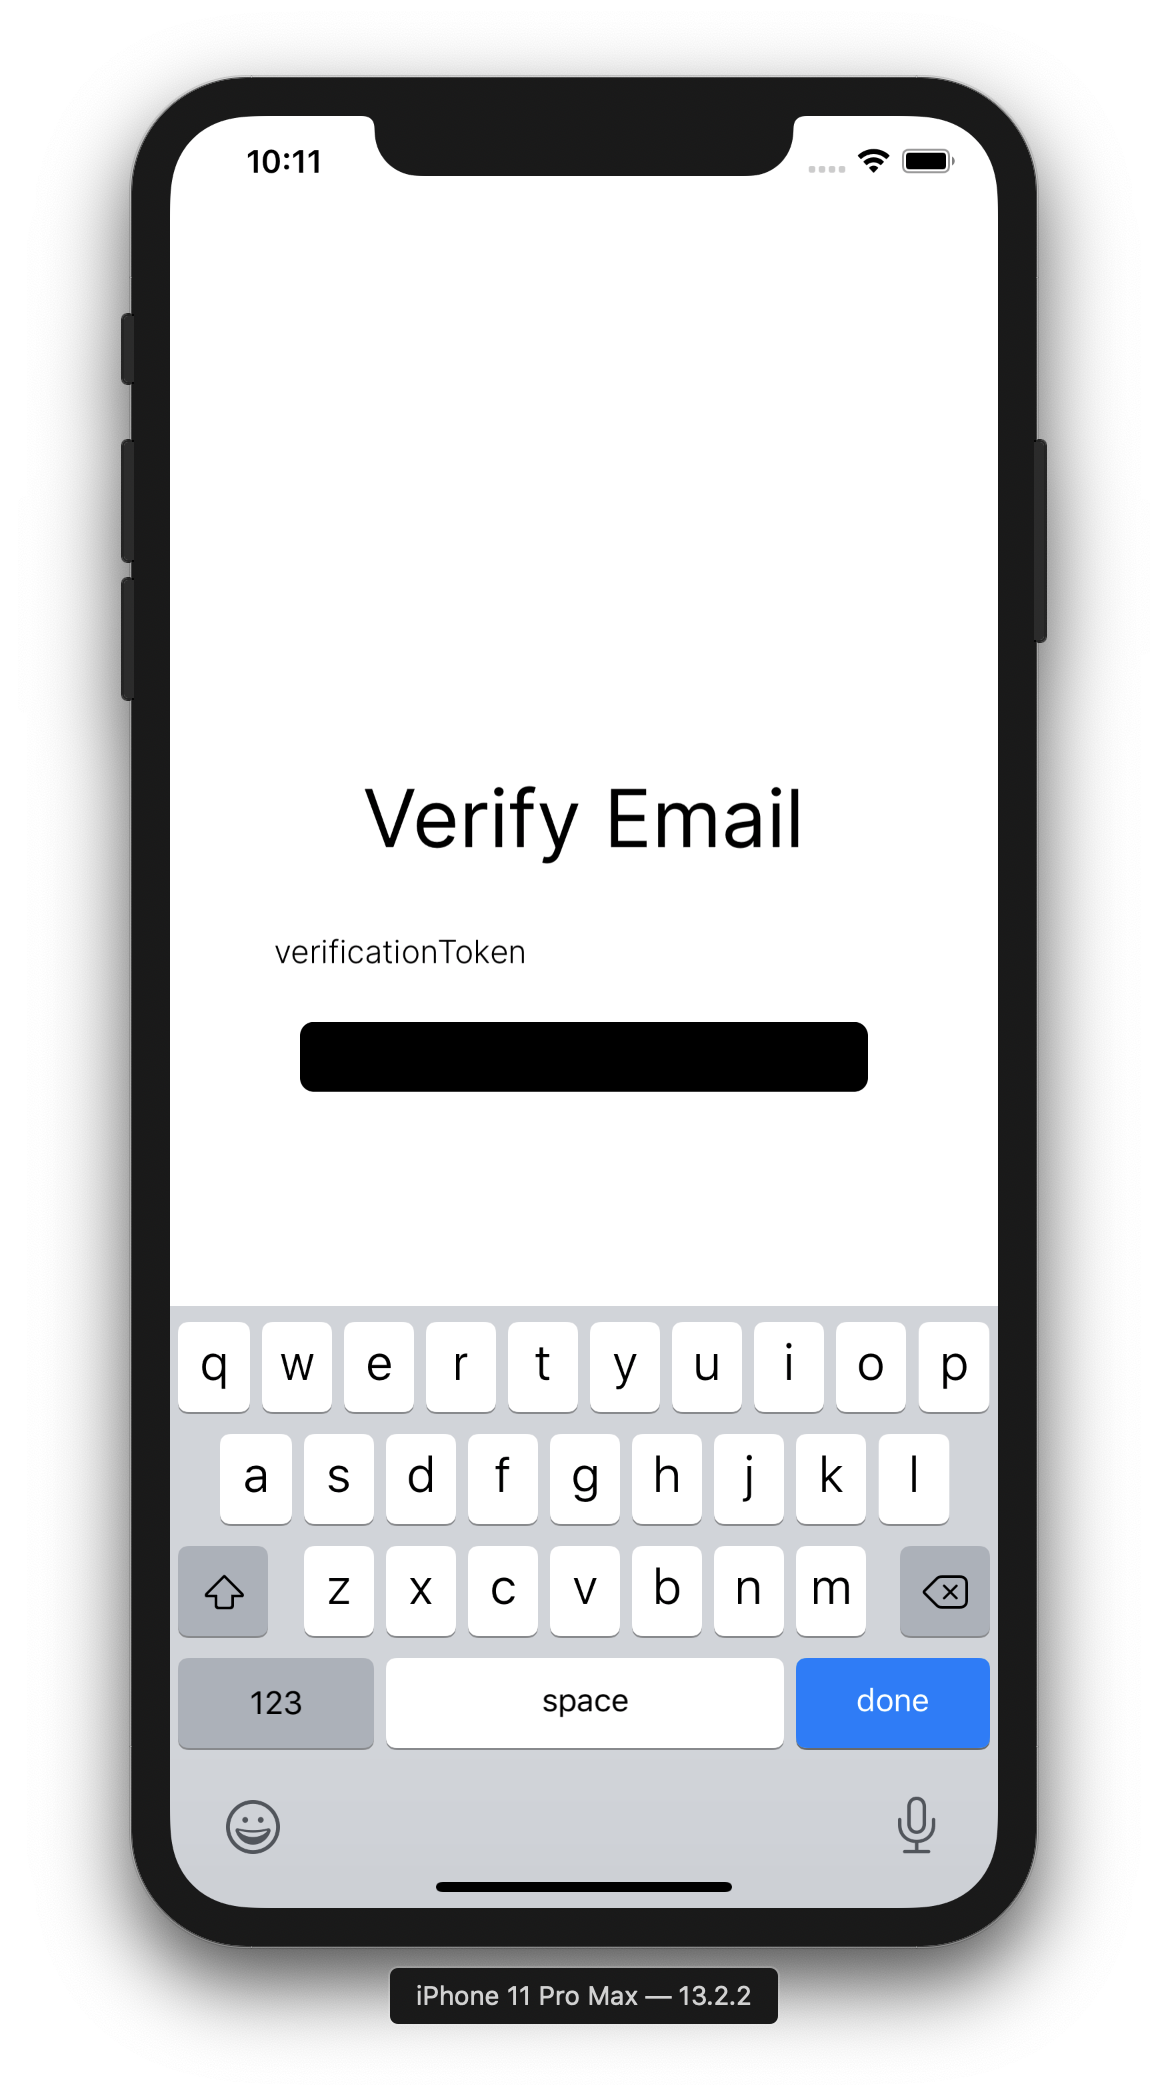 10:11
Verify Email
verificationToken
q w e r t y u i o p
a s d f g h j k l
z x c v b n m
123 space done
iPhone 11 Pro Max — 13.2.2